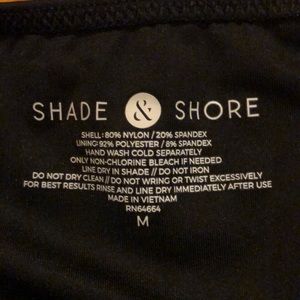 SHADE & SHORE
SHELL: 80% NYLON / 20% SPANDEX
LINING: 92% POLYESTER / 8% SPANDEX
HAND WASH COLD SEPARATELY
ONLY NON-CHLORINE BLEACH IF NEEDED
LINE DRY IN SHADE // DO NOT IRON
DO NOT DRY CLEAN // DO NOT WRING OR TWIST EXCESSIVELY
FOR BEST RESULTS RINSE AND LINE DRY IMMEDIATELY AFTER USE
MADE IN VIETNAM
RN64664
M